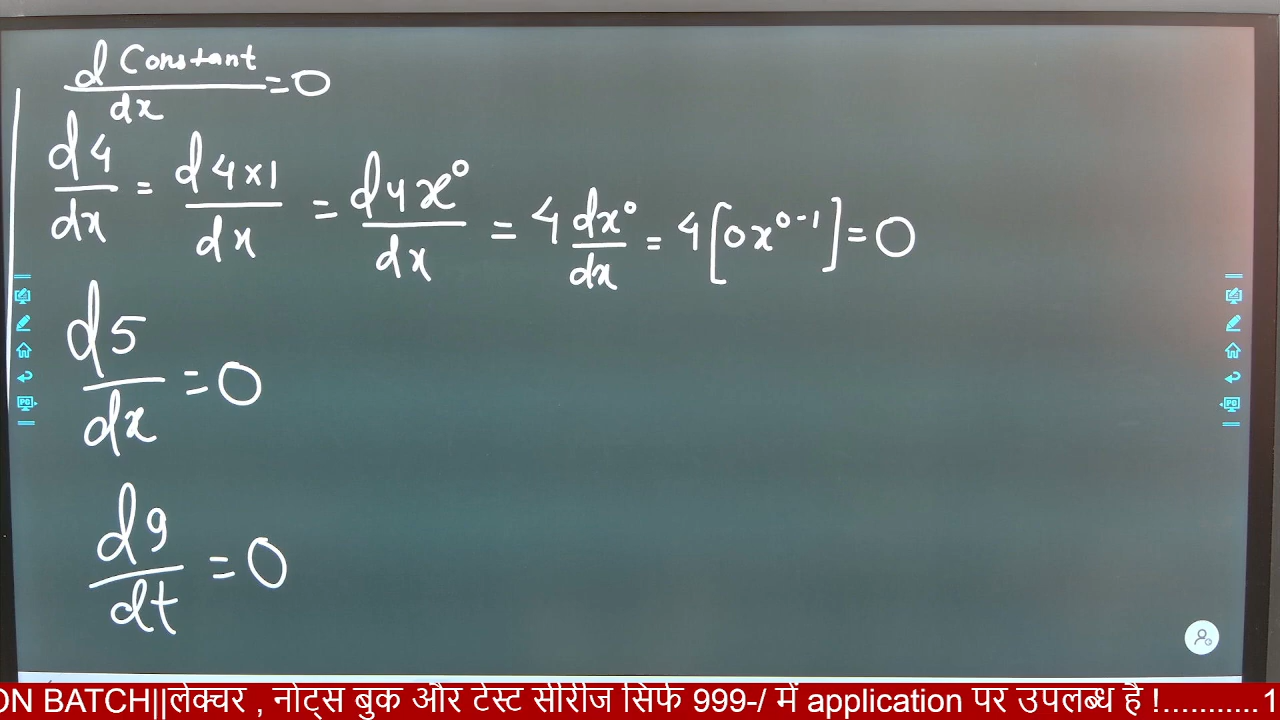 d Constant/dx = 0
d4/dx = d4×1/dx = d4x⁰/dx = 4 dx⁰/dx = 4[0x⁰⁻¹] = 0
d5/dx = 0
d9/dt = 0
ON BATCH||लेक्चर , नोट्स बुक और टेस्ट सीरीज सिर्फ 999-/ में application पर उपलब्ध है !...........1